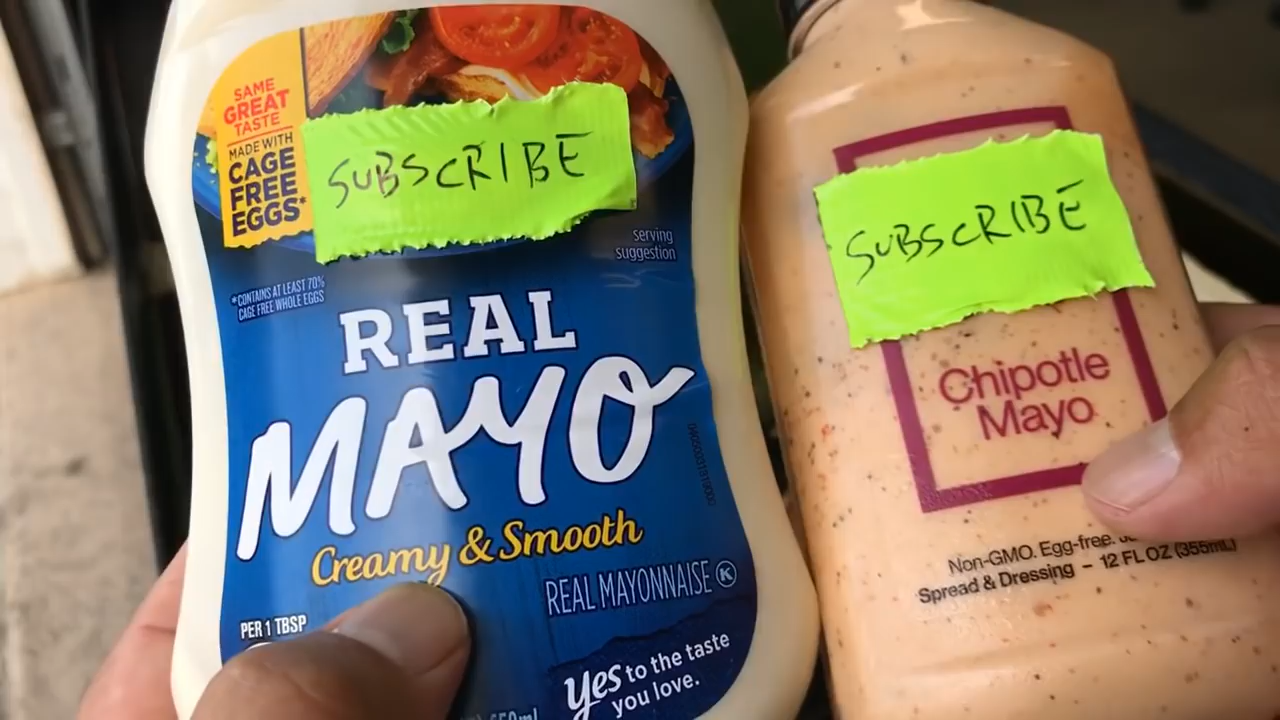 SAME
GREAT
TASTE
MADE WITH
CAGE
FREE
EGGS*
SUBSCRIBE
serving
suggestion
*CONTAINS AT LEAST 70%
CAGE FREE WHOLE EGGS
REAL
MAYO
Creamy & Smooth
REAL MAYONNAISE K
PER 1 TBSP
Yes to the taste
you love.
SUBSCRIBE
Chipotle
Mayo
Non-GMO. Egg-free.
Spread & Dressing – 12 FL OZ (355mL)